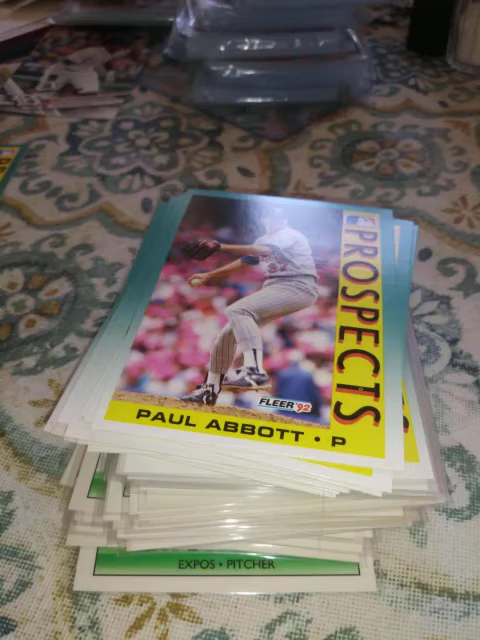 PROSPECTS
FLEER '92
PAUL ABBOTT • P
EXPOS • PITCHER